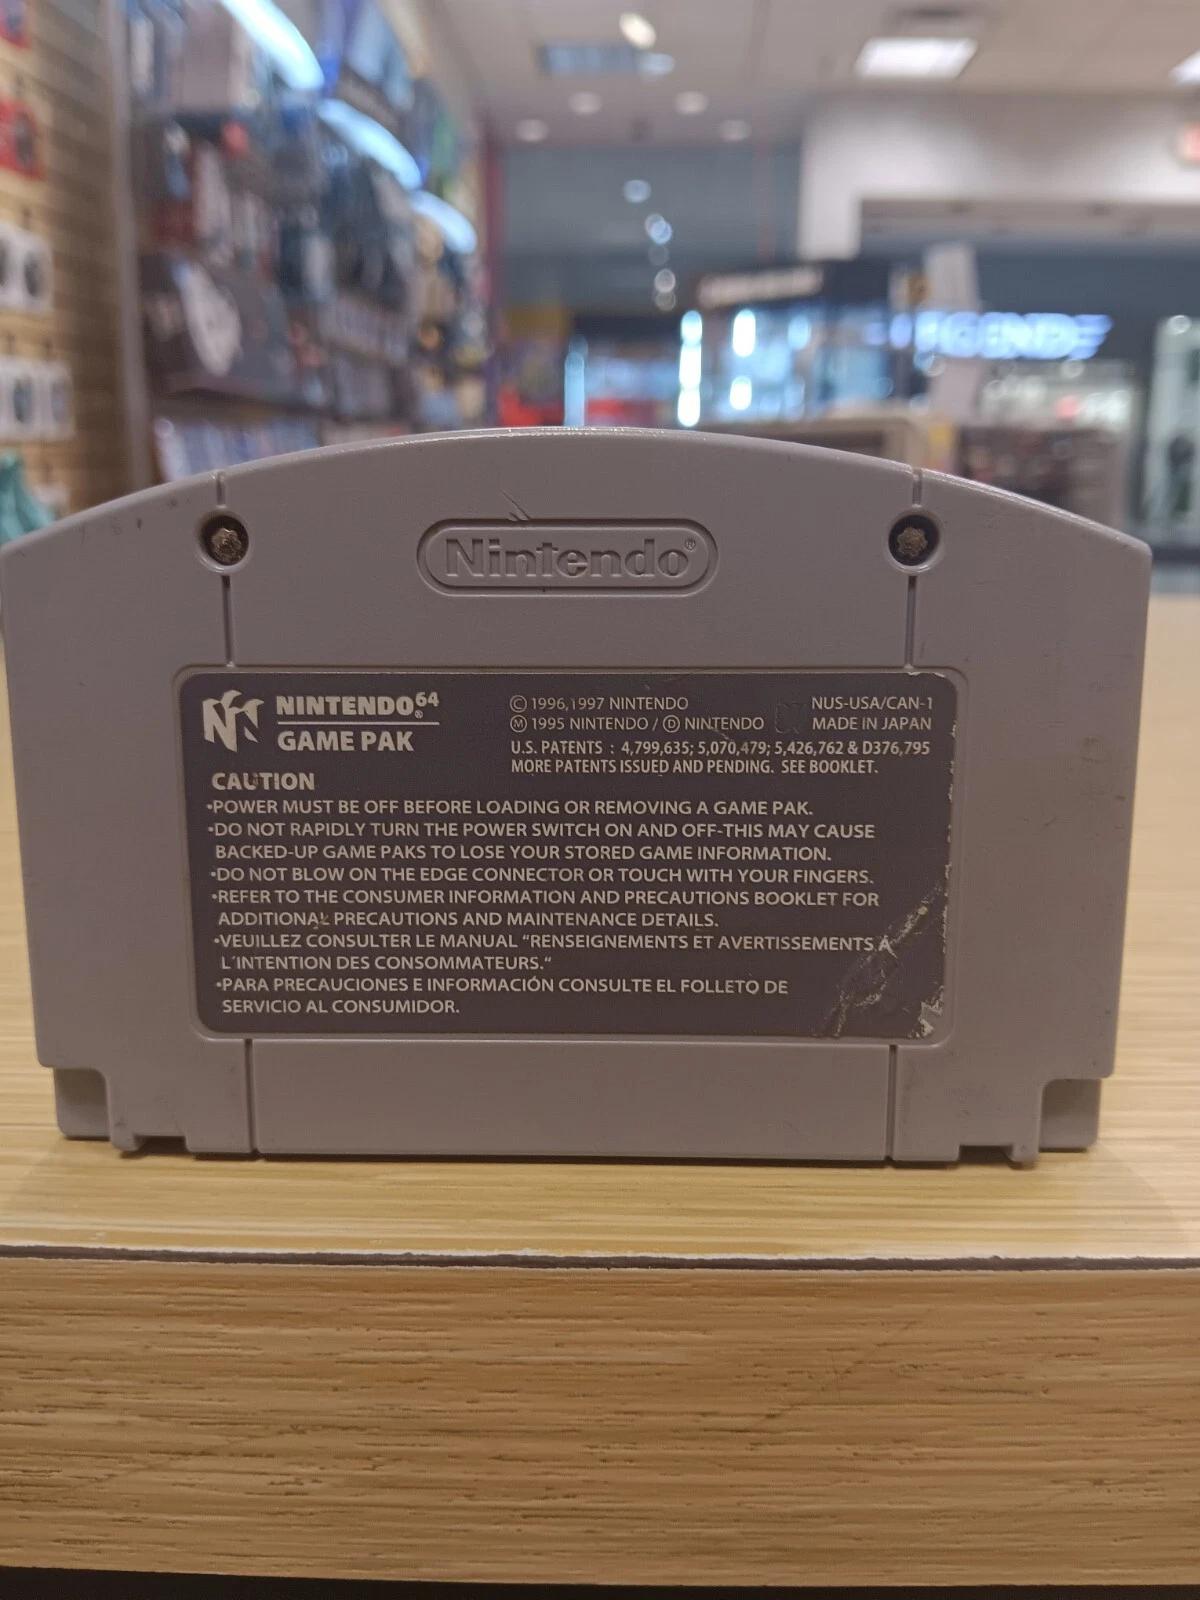 Nintendo®
NINTENDO⁶⁴®
GAME PAK
© 1996,1997 NINTENDO
Ⓜ 1995 NINTENDO / Ⓓ NINTENDO
NUS-USA/CAN-1
MADE IN JAPAN
U.S. PATENTS : 4,799,635; 5,070,479; 5,426,762 & D376,795
MORE PATENTS ISSUED AND PENDING. SEE BOOKLET.
CAUTION
•POWER MUST BE OFF BEFORE LOADING OR REMOVING A GAME PAK.
•DO NOT RAPIDLY TURN THE POWER SWITCH ON AND OFF-THIS MAY CAUSE
BACKED-UP GAME PAKS TO LOSE YOUR STORED GAME INFORMATION.
•DO NOT BLOW ON THE EDGE CONNECTOR OR TOUCH WITH YOUR FINGERS.
•REFER TO THE CONSUMER INFORMATION AND PRECAUTIONS BOOKLET FOR
ADDITIONAL PRECAUTIONS AND MAINTENANCE DETAILS.
•VEUILLEZ CONSULTER LE MANUAL "RENSEIGNEMENTS ET AVERTISSEMENTS À
L'INTENTION DES CONSOMMATEURS."
•PARA PRECAUCIONES E INFORMACIÓN CONSULTE EL FOLLETO DE
SERVICIO AL CONSUMIDOR.